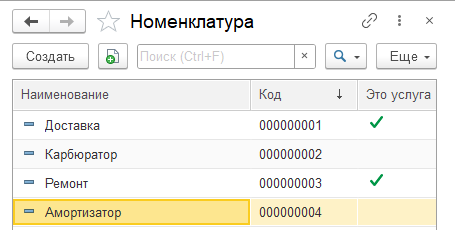 Номенклатура
Создать Поиск (Ctrl+F) × Еще
Наименование Код ↓ Это услуга
Доставка 000000001 ✓
Карбюратор 000000002
Ремонт 000000003 ✓
Амортизатор 000000004